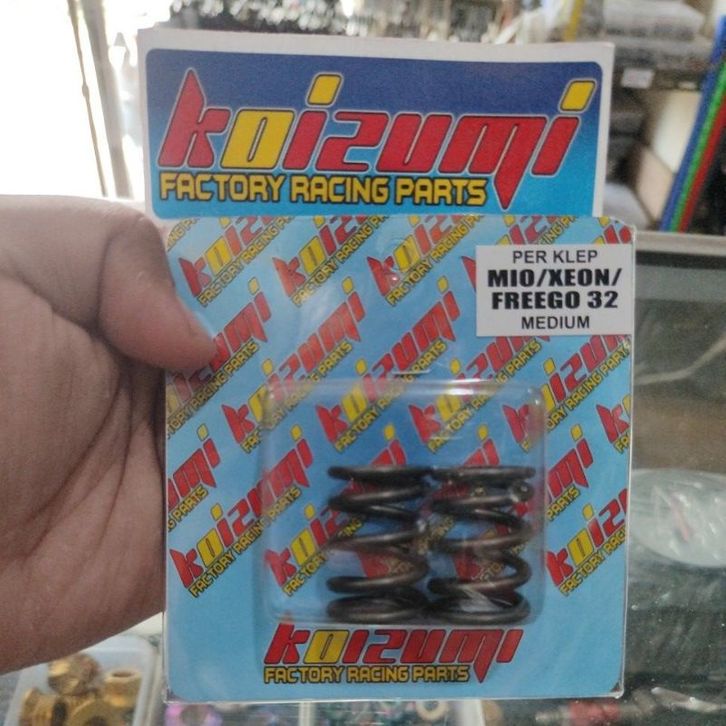 Koizumi
FACTORY RACING PARTS
PER KLEP
MIO/XEON/
FREEGO 32
MEDIUM
Koizumi
FACTORY RACING PARTS